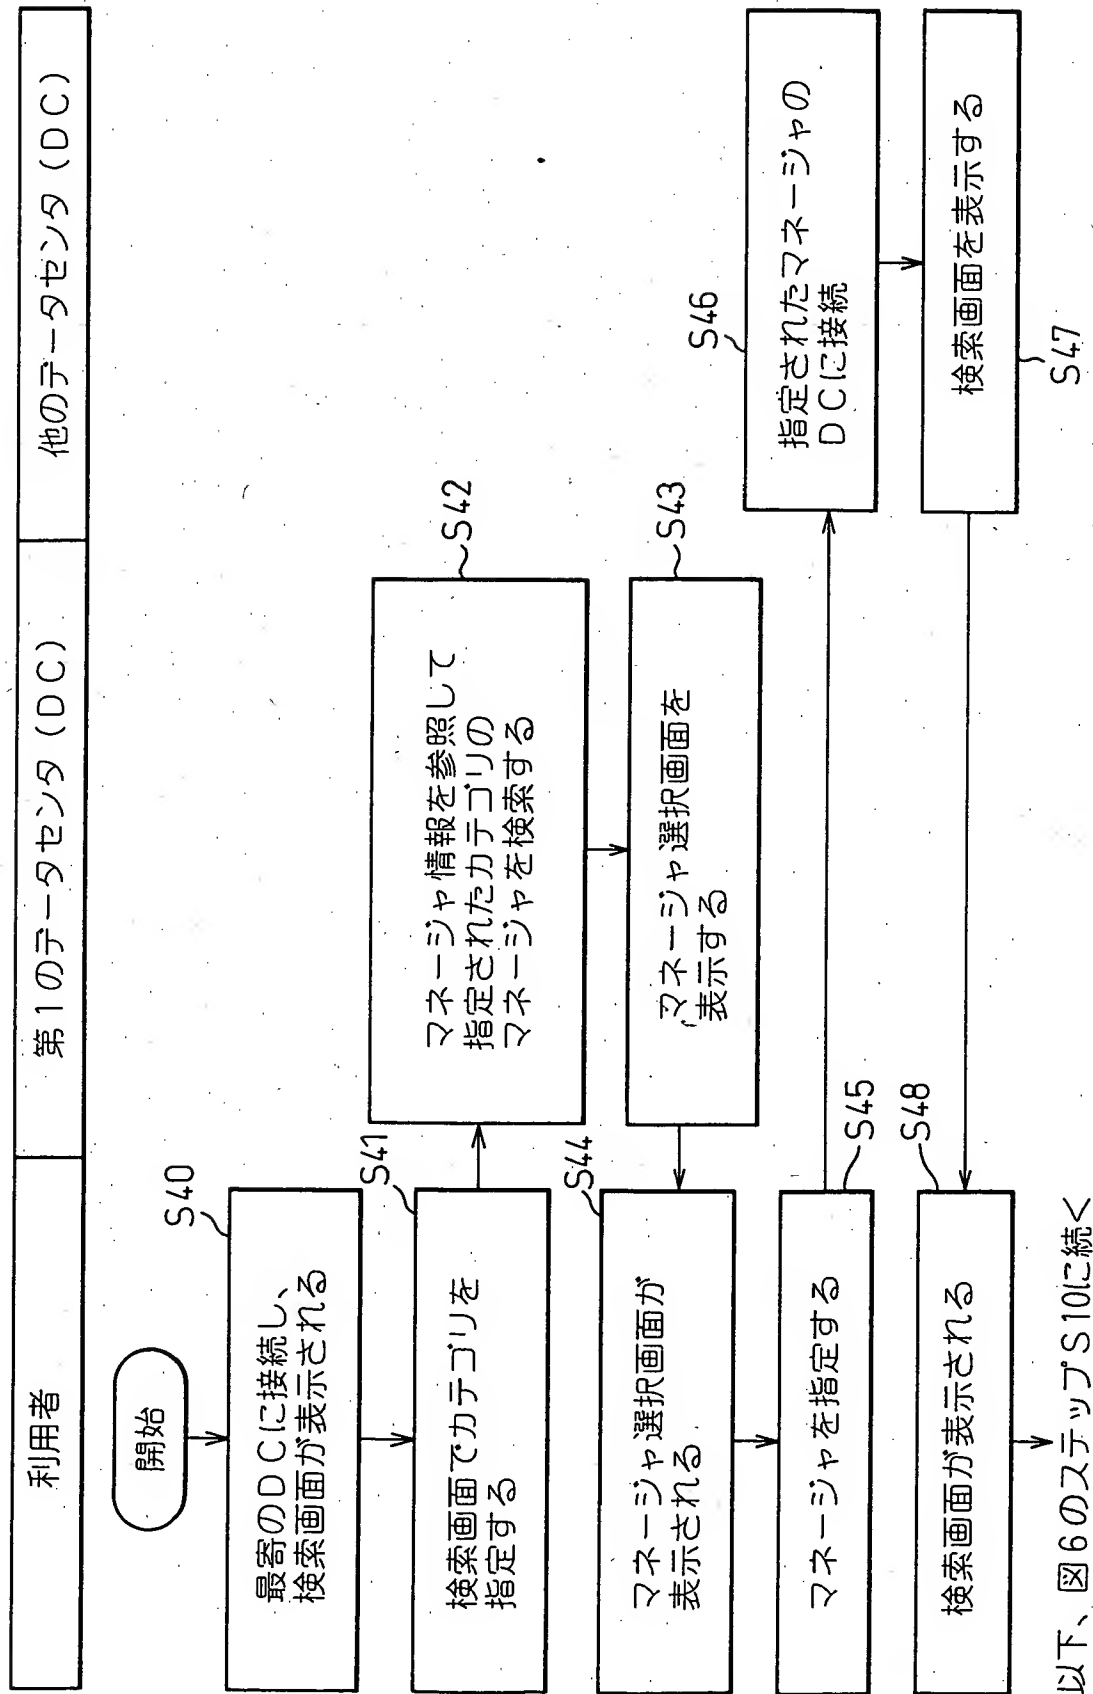 利用者
第1のデータセンタ(DC)
他のデータセンタ(DC)
開始
S40
最寄のDCに接続し、
検索画面が表示される
S41
検索画面でカテゴリを
指定する
S42
マネージャ情報を参照して
指定されたカテゴリの
マネージャを検索する
S43
マネージャ選択画面を
表示する
S44
マネージャ選択画面が
表示される
S45
マネージャを指定する
S46
指定されたマネージャの
DCに接続
S47
検索画面を表示する
S48
検索画面が表示される
以下、図6のステップS10に続く